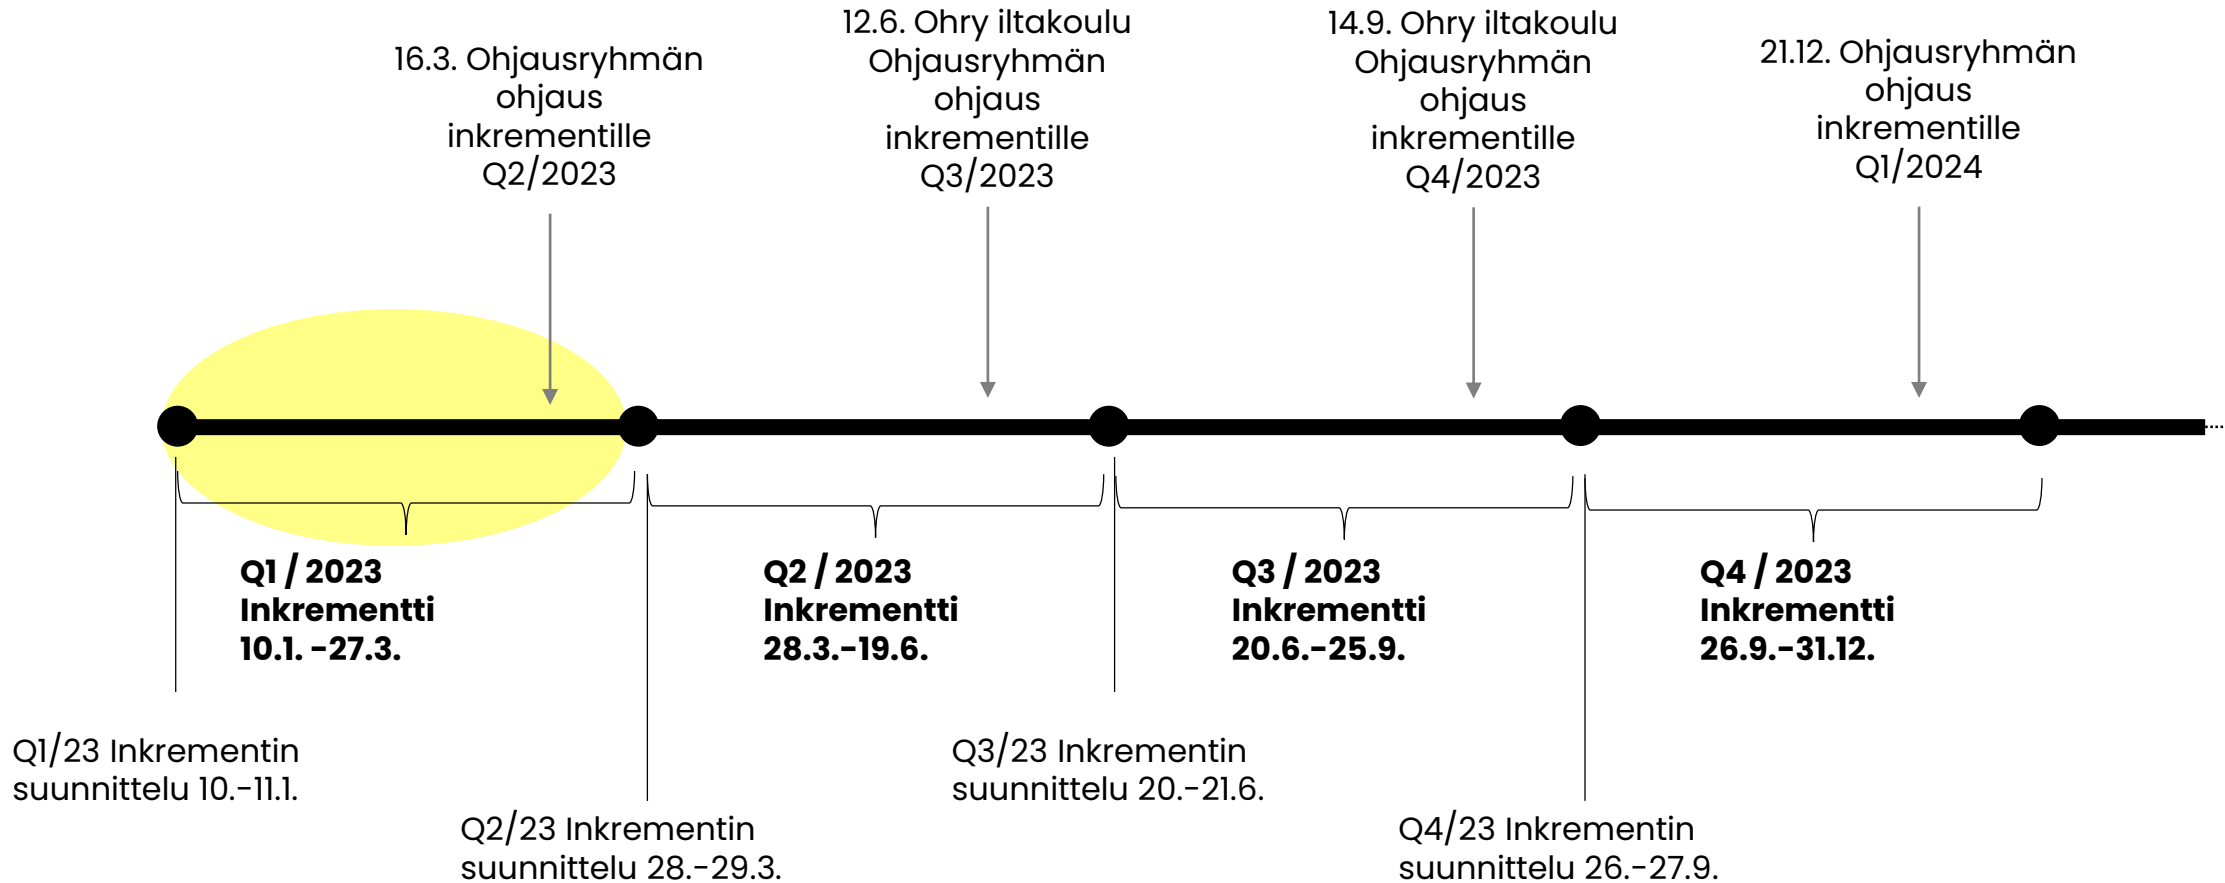 16.3. Ohjausryhmän
ohjaus
inkrementille
Q2/2023
12.6. Ohry iltakoulu
Ohjausryhmän
ohjaus
inkrementille
Q3/2023
14.9. Ohry iltakoulu
Ohjausryhmän
ohjaus
inkrementille
Q4/2023
21.12. Ohjausryhmän
ohjaus
inkrementille
Q1/2024
Q1 / 2023
Inkrementti
10.1. -27.3.
Q2 / 2023
Inkrementti
28.3.-19.6.
Q3 / 2023
Inkrementti
20.6.-25.9.
Q4 / 2023
Inkrementti
26.9.-31.12.
Q1/23 Inkrementin
suunnittelu 10.-11.1.
Q2/23 Inkrementin
suunnittelu 28.-29.3.
Q3/23 Inkrementin
suunnittelu 20.-21.6.
Q4/23 Inkrementin
suunnittelu 26.-27.9.